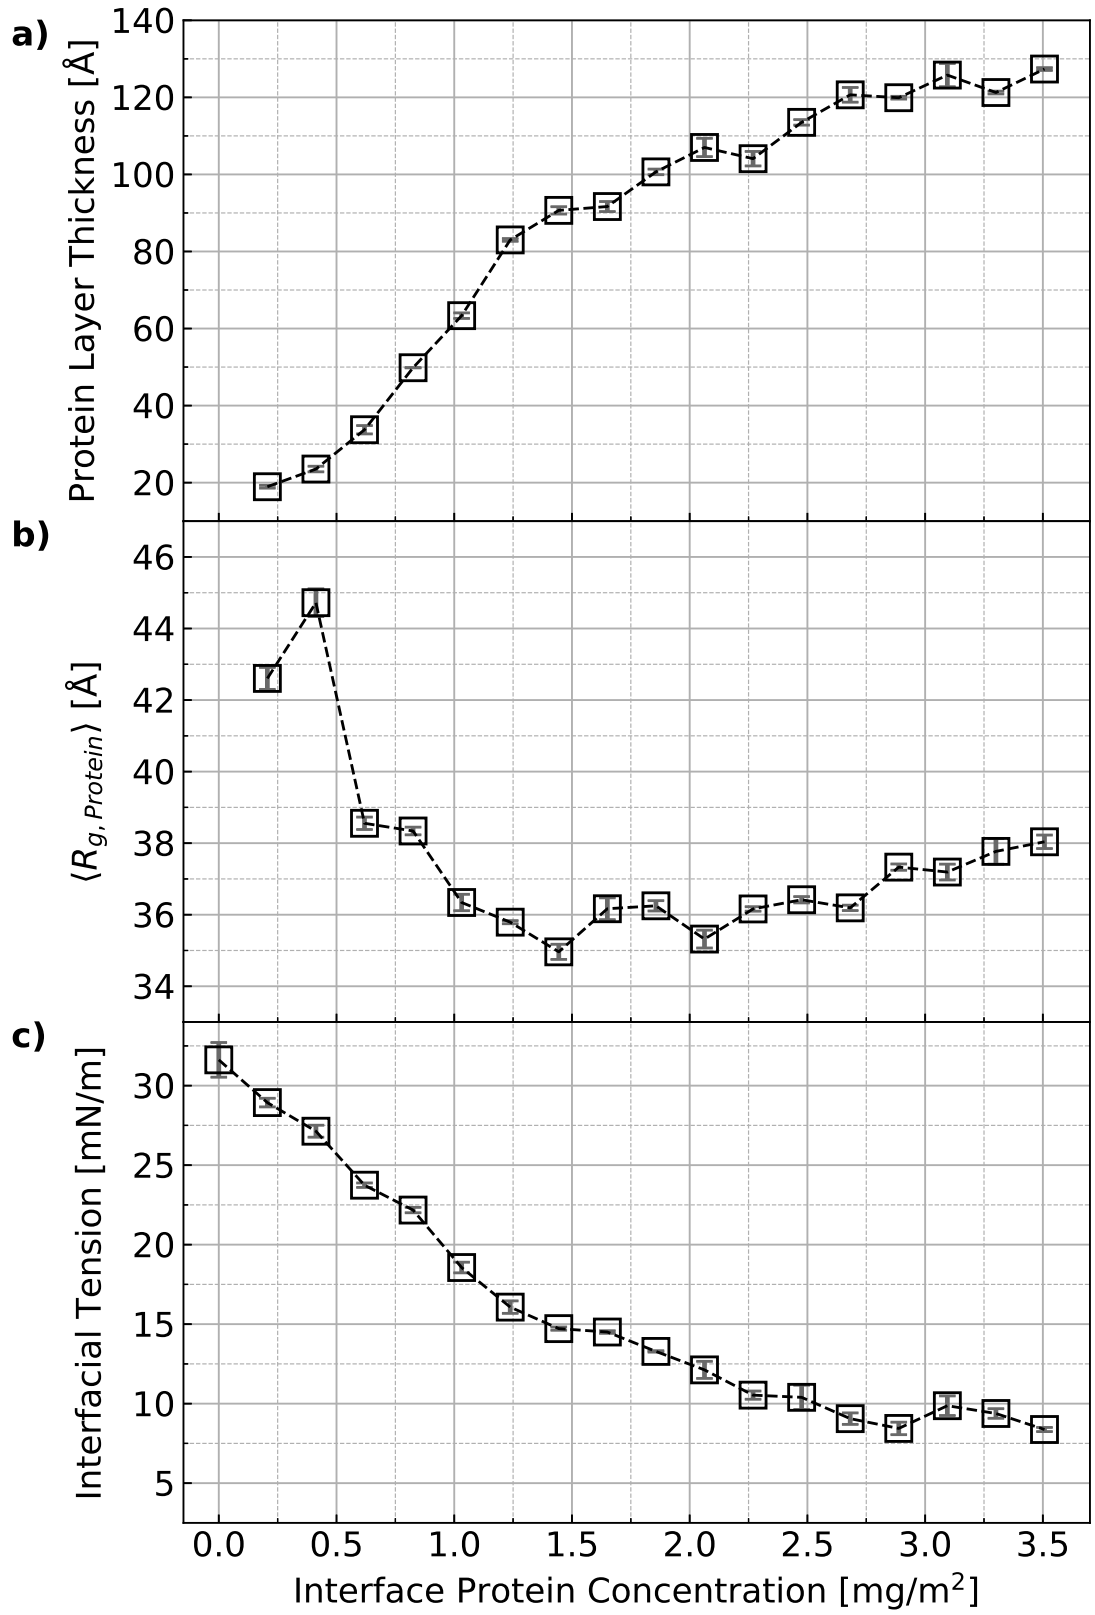 a)
Protein Layer Thickness [Å]
140
120
100
80
60
40
20
b)
⟨R_{g, Protein}⟩ [Å]
46
44
42
40
38
36
34
c)
Interfacial Tension [mN/m]
30
25
20
15
10
5
0.0 0.5 1.0 1.5 2.0 2.5 3.0 3.5
Interface Protein Concentration [mg/m²]